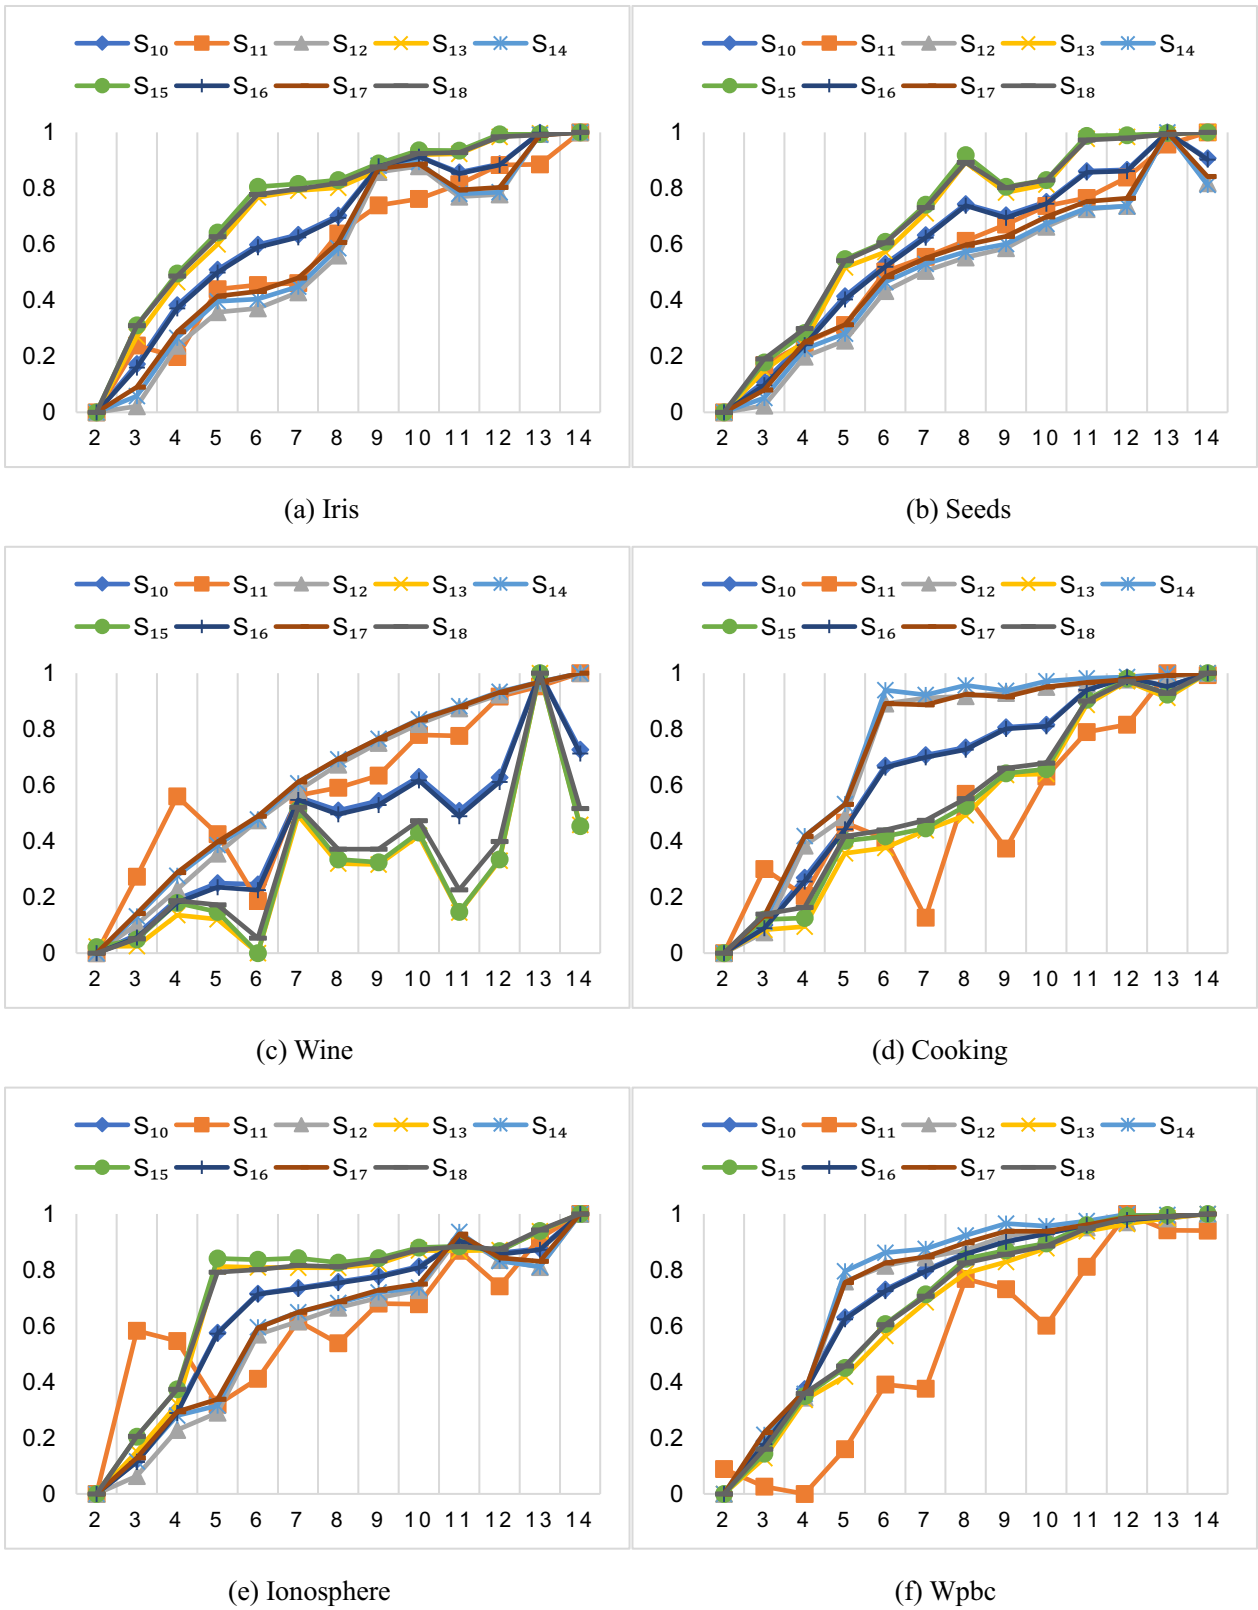 S₁₀ S₁₁ S₁₂ S₁₃ S₁₄
S₁₅ S₁₆ S₁₇ S₁₈
1
0.8
0.6
0.4
0.2
0
2 3 4 5 6 7 8 9 10 11 12 13 14
(a) Iris
S₁₀ S₁₁ S₁₂ S₁₃ S₁₄
S₁₅ S₁₆ S₁₇ S₁₈
1
0.8
0.6
0.4
0.2
0
2 3 4 5 6 7 8 9 10 11 12 13 14
(b) Seeds
S₁₀ S₁₁ S₁₂ S₁₃ S₁₄
S₁₅ S₁₆ S₁₇ S₁₈
1
0.8
0.6
0.4
0.2
0
2 3 4 5 6 7 8 9 10 11 12 13 14
(c) Wine
S₁₀ S₁₁ S₁₂ S₁₃ S₁₄
S₁₅ S₁₆ S₁₇ S₁₈
1
0.8
0.6
0.4
0.2
0
2 3 4 5 6 7 8 9 10 11 12 13 14
(d) Cooking
S₁₀ S₁₁ S₁₂ S₁₃ S₁₄
S₁₅ S₁₆ S₁₇ S₁₈
1
0.8
0.6
0.4
0.2
0
2 3 4 5 6 7 8 9 10 11 12 13 14
(e) Ionosphere
S₁₀ S₁₁ S₁₂ S₁₃ S₁₄
S₁₅ S₁₆ S₁₇ S₁₈
1
0.8
0.6
0.4
0.2
0
2 3 4 5 6 7 8 9 10 11 12 13 14
(f) Wpbc